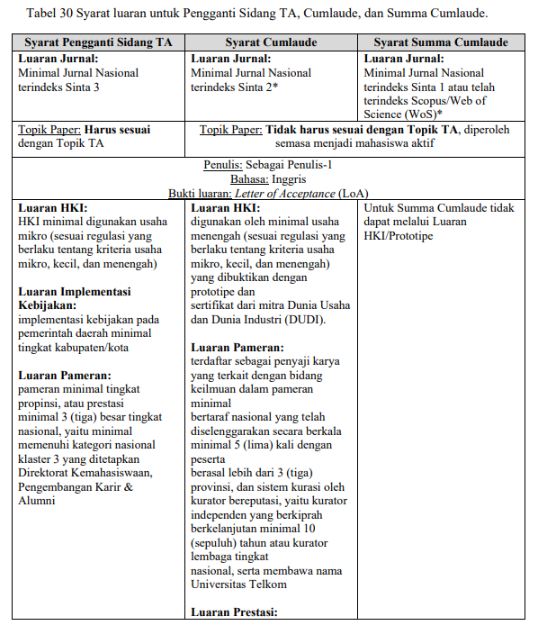 Tabel 30 Syarat luaran untuk Pengganti Sidang TA, Cumlaude, dan Summa Cumlaude.
Syarat Pengganti Sidang TA
Syarat Cumlaude
Syarat Summa Cumlaude
Luaran Jurnal:
Minimal Jurnal Nasional
terindeks Sinta 3
Luaran Jurnal:
Minimal Jurnal Nasional
terindeks Sinta 2*
Luaran Jurnal:
Minimal Jurnal Nasional
terindeks Sinta 1 atau telah
terindeks Scopus/Web of
Science (WoS)*
Topik Paper: Harus sesuai
dengan Topik TA
Topik Paper: Tidak harus sesuai dengan Topik TA, diperoleh
semasa menjadi mahasiswa aktif
Penulis: Sebagai Penulis-1
Bahasa: Inggris
Bukti luaran: Letter of Acceptance (LoA)
Luaran HKI:
HKI minimal digunakan usaha
mikro (sesuai regulasi yang
berlaku tentang kriteria usaha
mikro, kecil, dan menengah)
Luaran Implementasi
Kebijakan:
implementasi kebijakan pada
pemerintah daerah minimal
tingkat kabupaten/kota
Luaran Pameran:
pameran minimal tingkat
propinsi, atau prestasi
minimal 3 (tiga) besar tingkat
nasional, yaitu minimal
memenuhi kategori nasional
klaster 3 yang ditetapkan
Direktorat Kemahasiswaan,
Pengembangan Karir &
Alumni
Luaran HKI:
digunakan oleh minimal usaha
menengah (sesuai regulasi yang
berlaku tentang kriteria usaha
mikro, kecil, dan menengah)
yang dibuktikan dengan
prototipe dan
sertifikat dari mitra Dunia Usaha
dan Dunia Industri (DUDI).
Luaran Pameran:
terdaftar sebagai penyaji karya
yang terkait dengan bidang
keilmuan dalam pameran
minimal
bertaraf nasional yang telah
diselenggarakan secara berkala
minimal 5 (lima) kali dengan
peserta
berasal lebih dari 3 (tiga)
provinsi, dan sistem kurasi oleh
kurator bereputasi, yaitu kurator
independen yang berkiprah
berkelanjutan minimal 10
(sepuluh) tahun atau kurator
lembaga tingkat
nasional, serta membawa nama
Universitas Telkom
Luaran Prestasi:
Untuk Summa Cumlaude tidak
dapat melalui Luaran
HKI/Prototipe